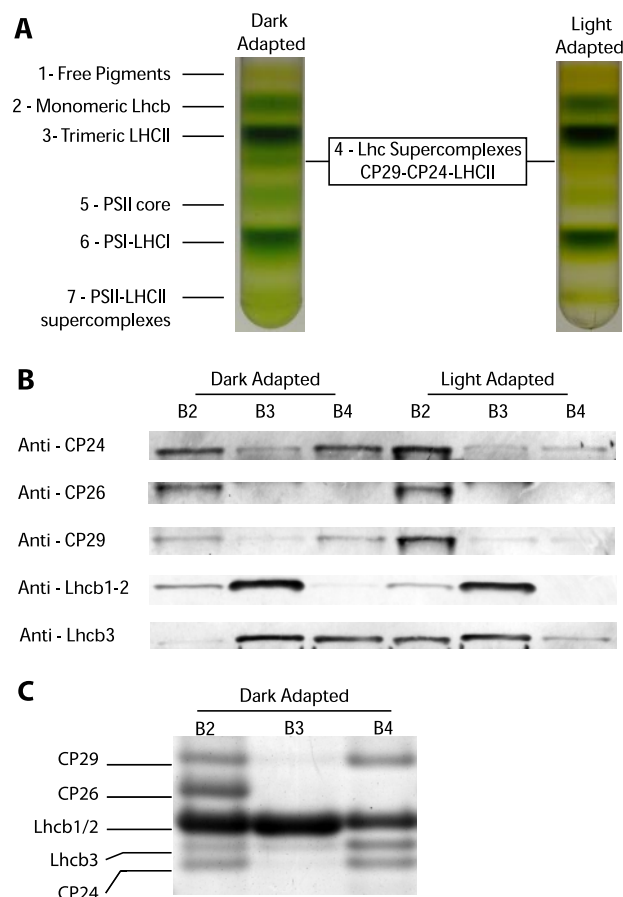 A
Dark
Adapted
Light
Adapted
1- Free Pigments
2 - Monomeric Lhcb
3- Trimeric LHCII
4 - Lhc Supercomplexes
CP29-CP24-LHCII
5 - PSII core
6 - PSI-LHCI
7 - PSII-LHCII
supercomplexes
B
Dark Adapted
Light Adapted
B2 B3 B4 B2 B3 B4
Anti - CP24
Anti - CP26
Anti - CP29
Anti - Lhcb1-2
Anti - Lhcb3
C
Dark Adapted
B2 B3 B4
CP29
CP26
Lhcb1/2
Lhcb3
CP24